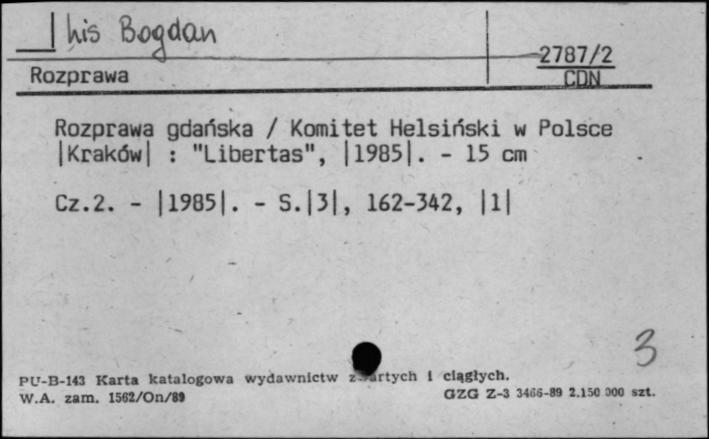 his Bogdan
2787/2
Rozprawa
CDN
Rozprawa gdańska / Komitet Helsiński w Polsce
|Kraków| : "Libertas", |1985|. - 15 cm
Cz.2. - |1985|. - S.|3|, 162-342, |1|
3
PU-B-143 Karta katalogowa wydawnictw zwartych i ciągłych.
W.A. zam. 1562/On/89
GZG Z-3 3466-89 2.150.000 szt.